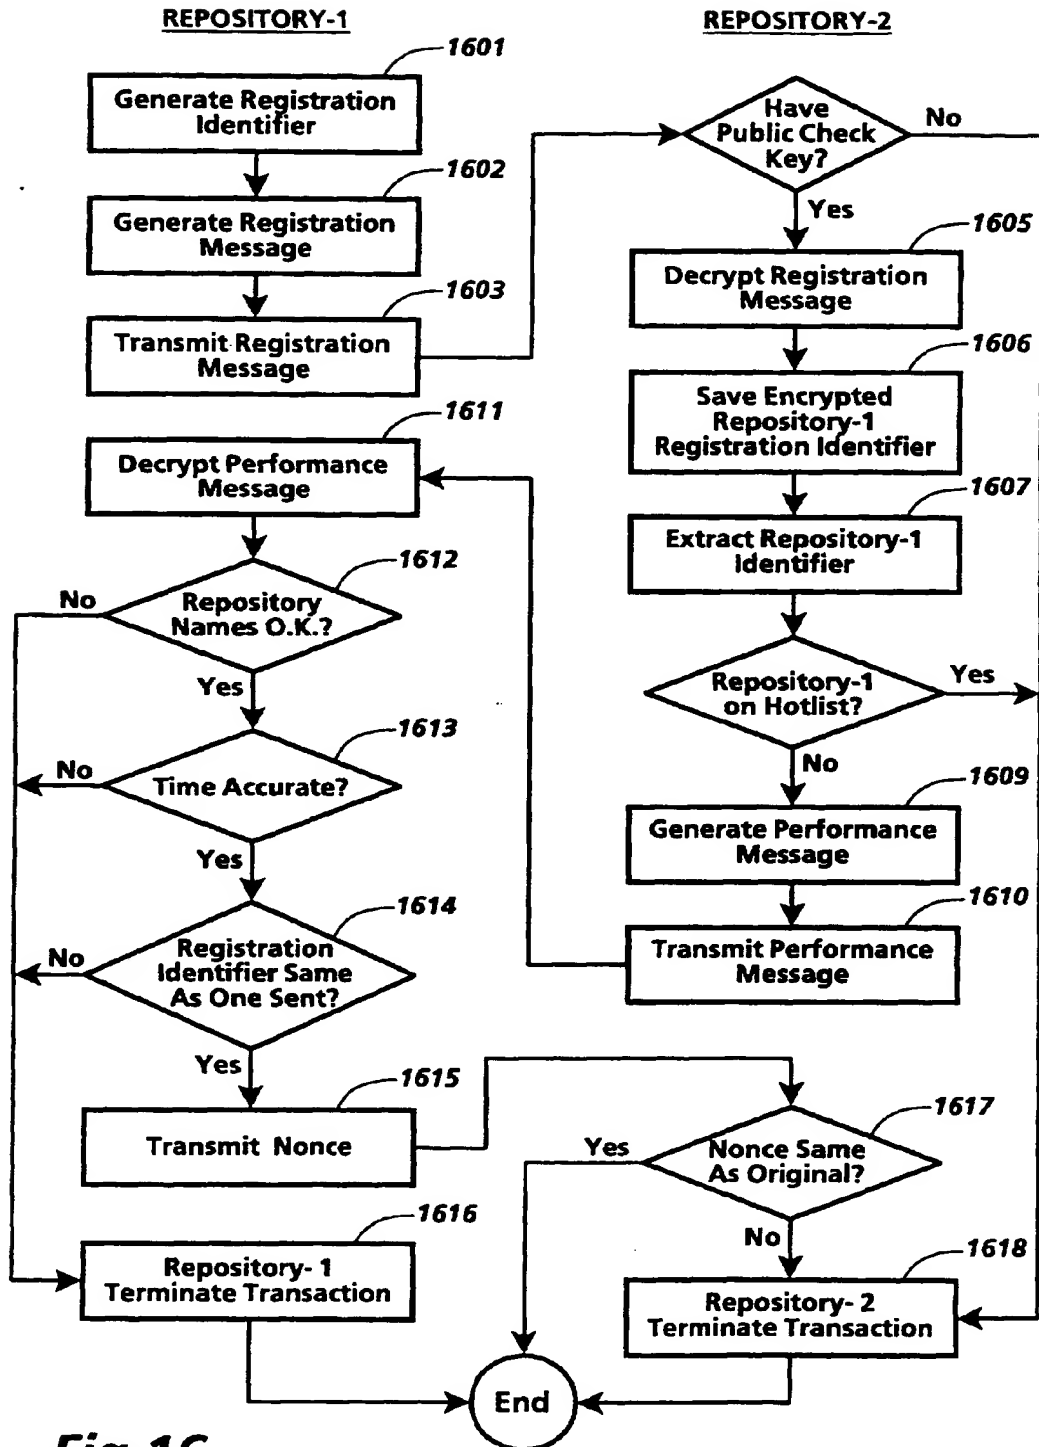 REPOSITORY-1
1601
Generate Registration
Identifier
1602
Generate Registration
Message
1603
Transmit Registration
Message
1611
Decrypt Performance
Message
1612
No
Repository
Names O.K.?
Yes
1613
No
Time Accurate?
Yes
1614
No
Registration
Identifier Same
As One Sent?
Yes
1615
Transmit Nonce
1616
Repository- 1
Terminate Transaction
REPOSITORY-2
Have
Public Check
Key?
No
Yes
1605
Decrypt Registration
Message
1606
Save Encrypted
Repository-1
Registration Identifier
1607
Extract Repository-1
Identifier
Repository-1
on Hotlist?
Yes
No
1609
Generate Performance
Message
1610
Transmit Performance
Message
1617
Yes
Nonce Same
As Original?
No
1618
Repository- 2
Terminate Transaction
End
Fig.16